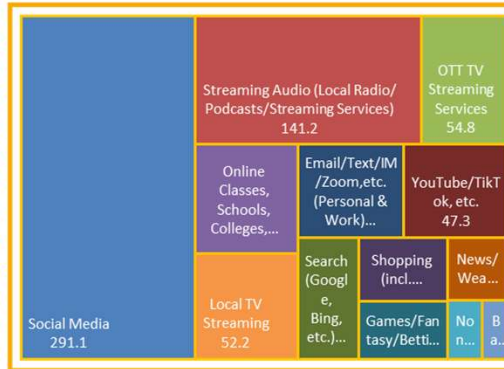 Social Media
291.1
Streaming Audio (Local Radio/
Podcasts/Streaming Services)
141.2
OTT TV
Streaming
Services
54.8
Online
Classes,
Schools,
Colleges,...
Email/Text/IM
/Zoom,etc.
(Personal &
Work)...
YouTube/TikT
ok, etc.
47.3
Local TV
Streaming
52.2
Search
(Googl
e,
Bing,
etc.)...
Shopping
(incl....
News/
Wea...
Games/Fan
tasy/Betti...
No
n...
B
a...